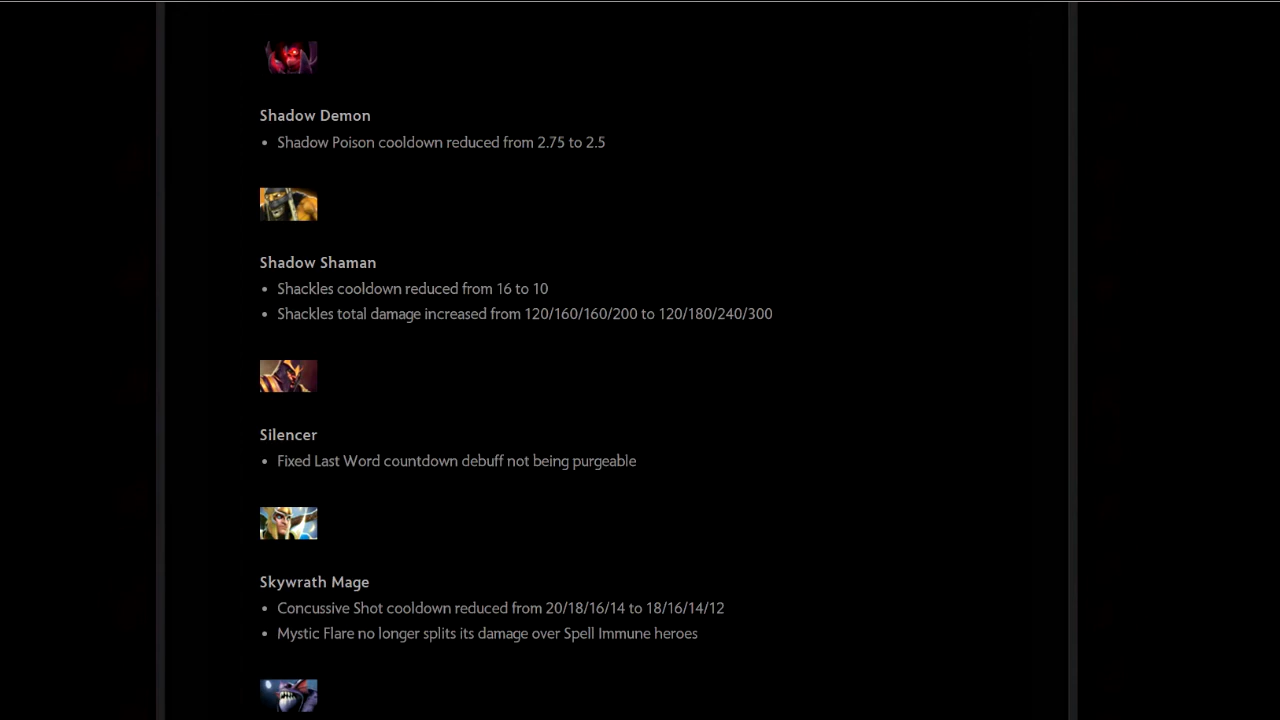 Shadow Demon
• Shadow Poison cooldown reduced from 2.75 to 2.5
Shadow Shaman
• Shackles cooldown reduced from 16 to 10
• Shackles total damage increased from 120/160/160/200 to 120/180/240/300
Silencer
• Fixed Last Word countdown debuff not being purgeable
Skywrath Mage
• Concussive Shot cooldown reduced from 20/18/16/14 to 18/16/14/12
• Mystic Flare no longer splits its damage over Spell Immune heroes